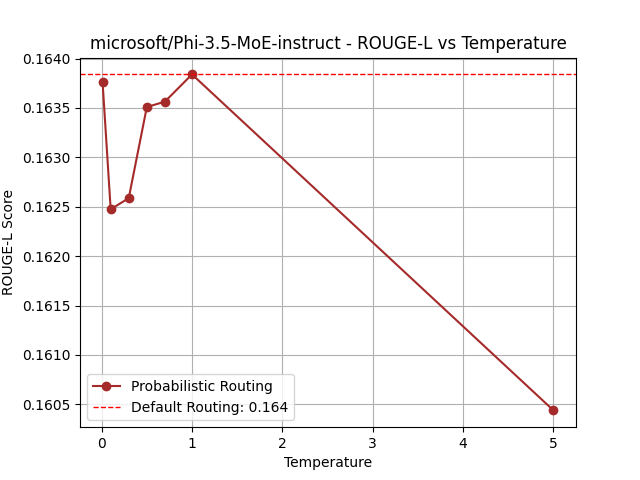 microsoft/Phi-3.5-MoE-instruct - ROUGE-L vs Temperature
0.1640
0.1635
0.1630
0.1625
0.1620
0.1615
0.1610
0.1605
ROUGE-L Score
Probabilistic Routing
Default Routing: 0.164
0 1 2 3 4 5
Temperature